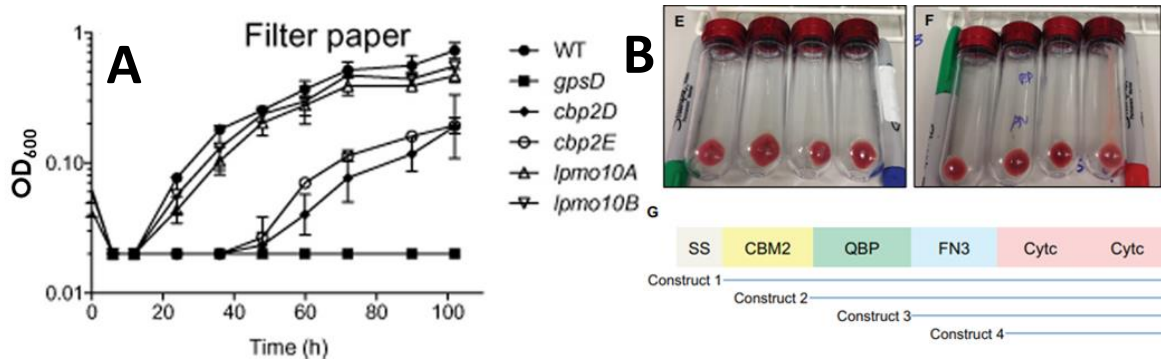 A
Filter paper
OD600
1
0.10
0.01
0
20
40
60
80
100
Time (h)
WT
gpsD
cbp2D
cbp2E
lpmo10A
lpmo10B
B
E
F
G
SS CBM2 QBP FN3 Cytc Cytc
Construct 1
Construct 2
Construct 3
Construct 4